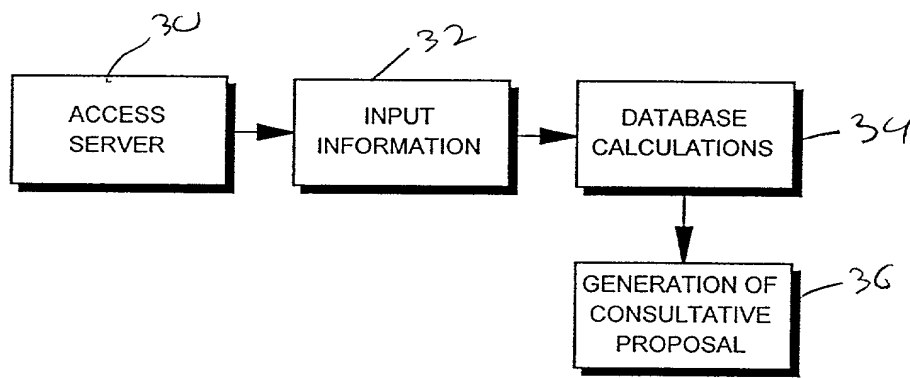 30
ACCESS
SERVER
32
INPUT
INFORMATION
DATABASE
CALCULATIONS
34
GENERATION OF
CONSULTATIVE
PROPOSAL
36